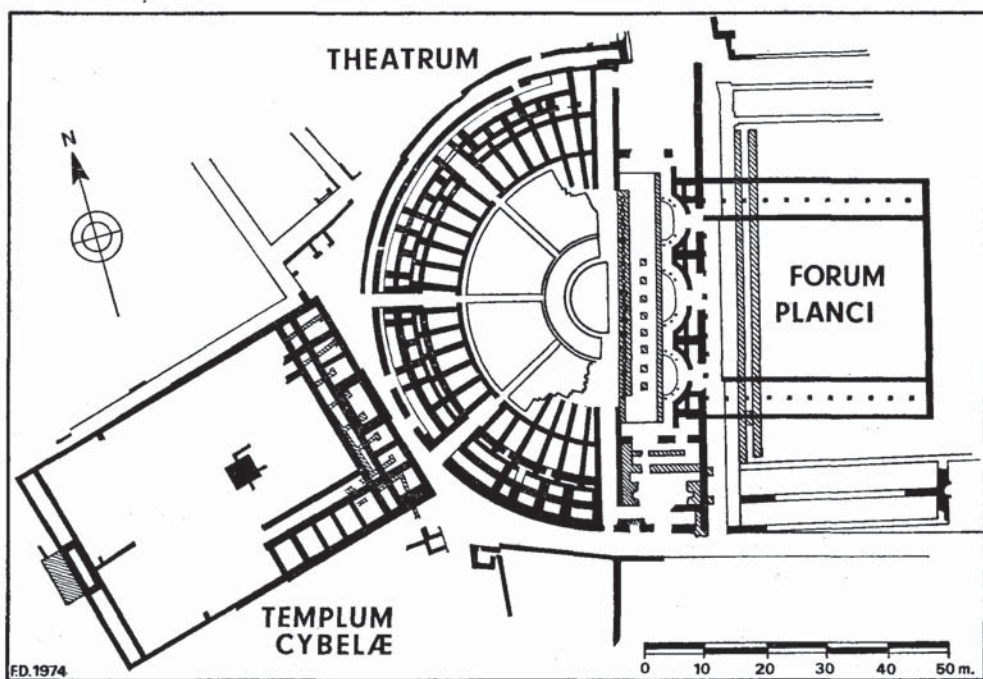 THEATRUM
N
FORUM
PLANCI
TEMPLUM
CYBELÆ
F.D.1974
0 10 20 30 40 50 m.